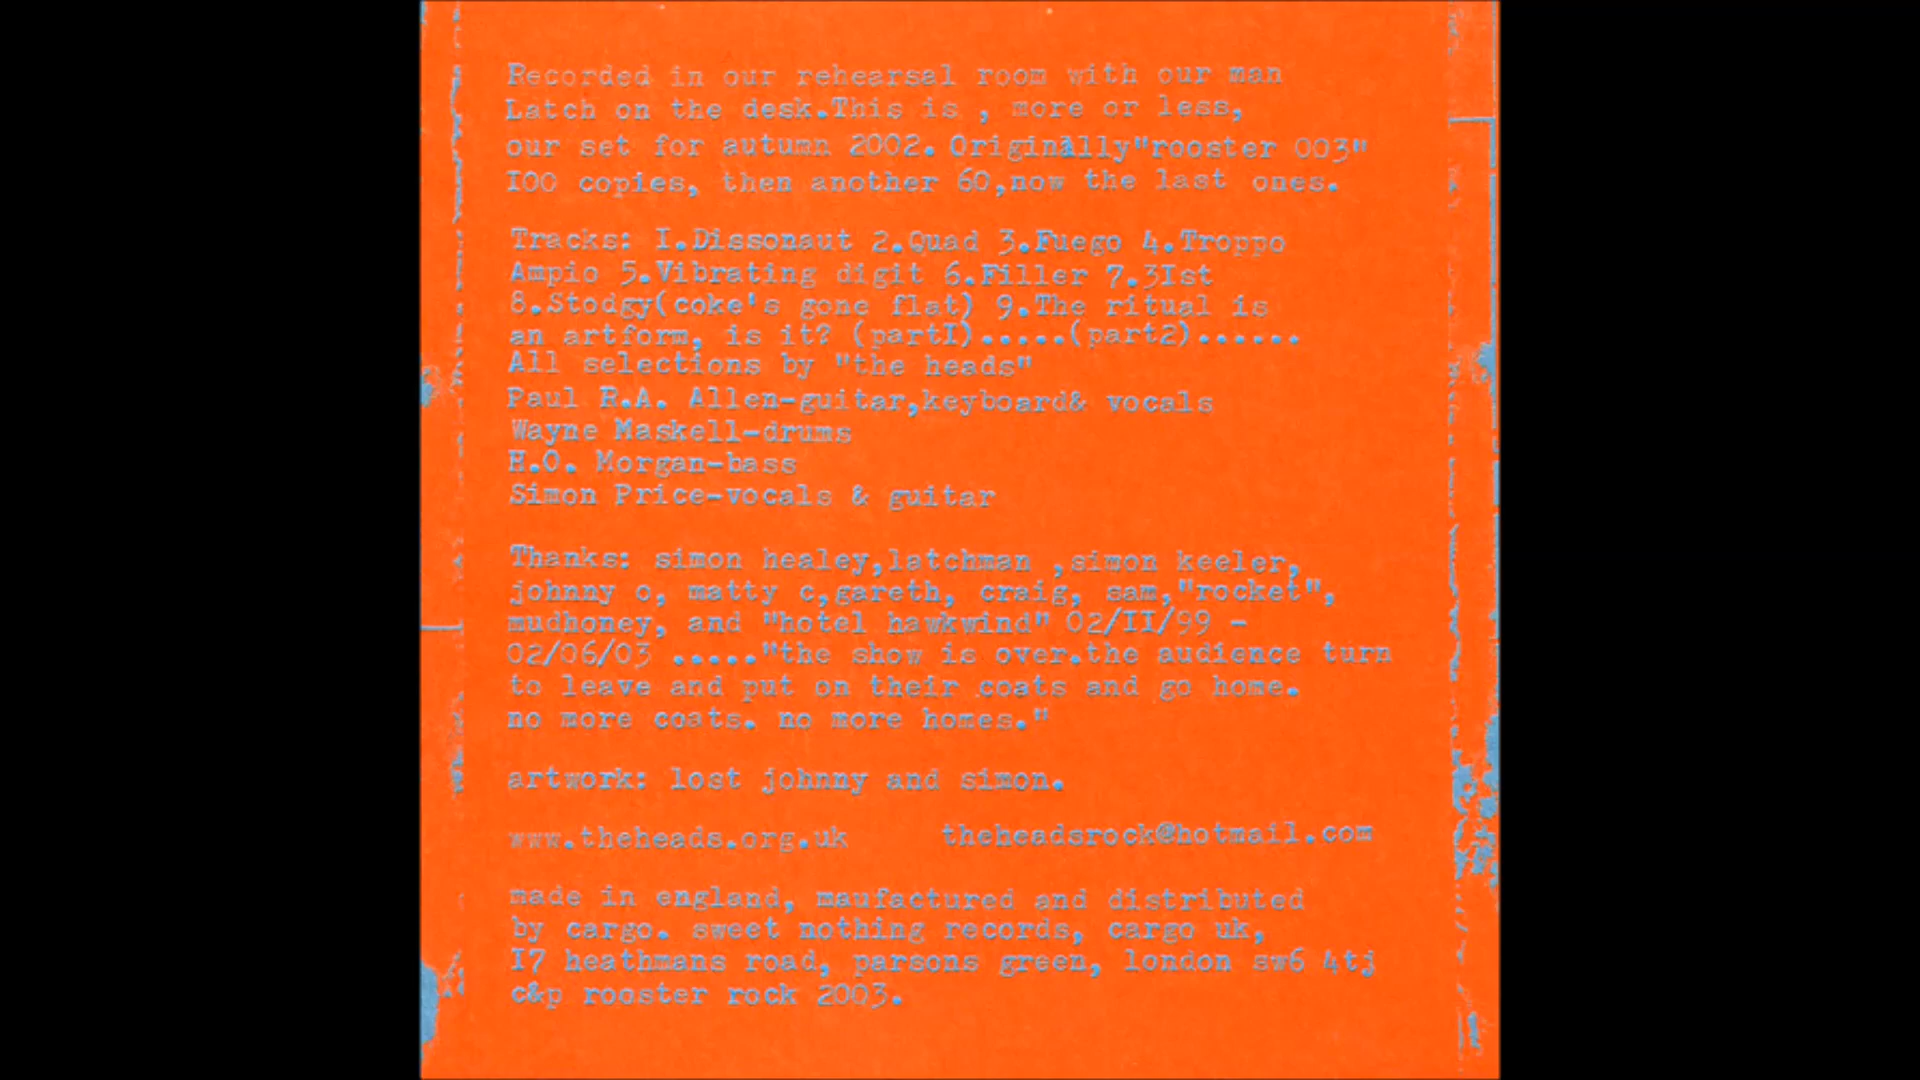 Recorded in our rehearsal room with our man
Latch on the desk.This is , more or less,
our set for autumn 2002. Originally"rooster 003"
I00 copies, then another 60,now the last ones.
Tracks: I.Dissonaut 2.Quad 3.Fuego 4.Troppo
Ampio 5.Vibrating digit 6.Filler 7.3Ist
8.Stodgy(coke's gone flat) 9.The ritual is
an artform, is it? (partI).....(part2)......
All selections by "the heads"
Paul R.A. Allen-guitar,keyboard& vocals
Wayne Maskell-drums
H.O. Morgan-bass
Simon Price-vocals & guitar
Thanks: simon healey,latchman ,simon keeler,
johnny o, matty c,gareth, craig, sam,"rocket",
mudhoney, and "hotel hawkwind" 02/II/99 -
02/06/03 ....."the show is over.the audience turn
to leave and put on their coats and go home.
no more coats. no more homes."
artwork: lost johnny and simon.
www.theheads.org.uk theheadsrock@hotmail.com
made in england, maufactured and distributed
by cargo. sweet nothing records, cargo uk,
I7 heathmans road, parsons green, london sw6 4tj
c&p rooster rock 2003.